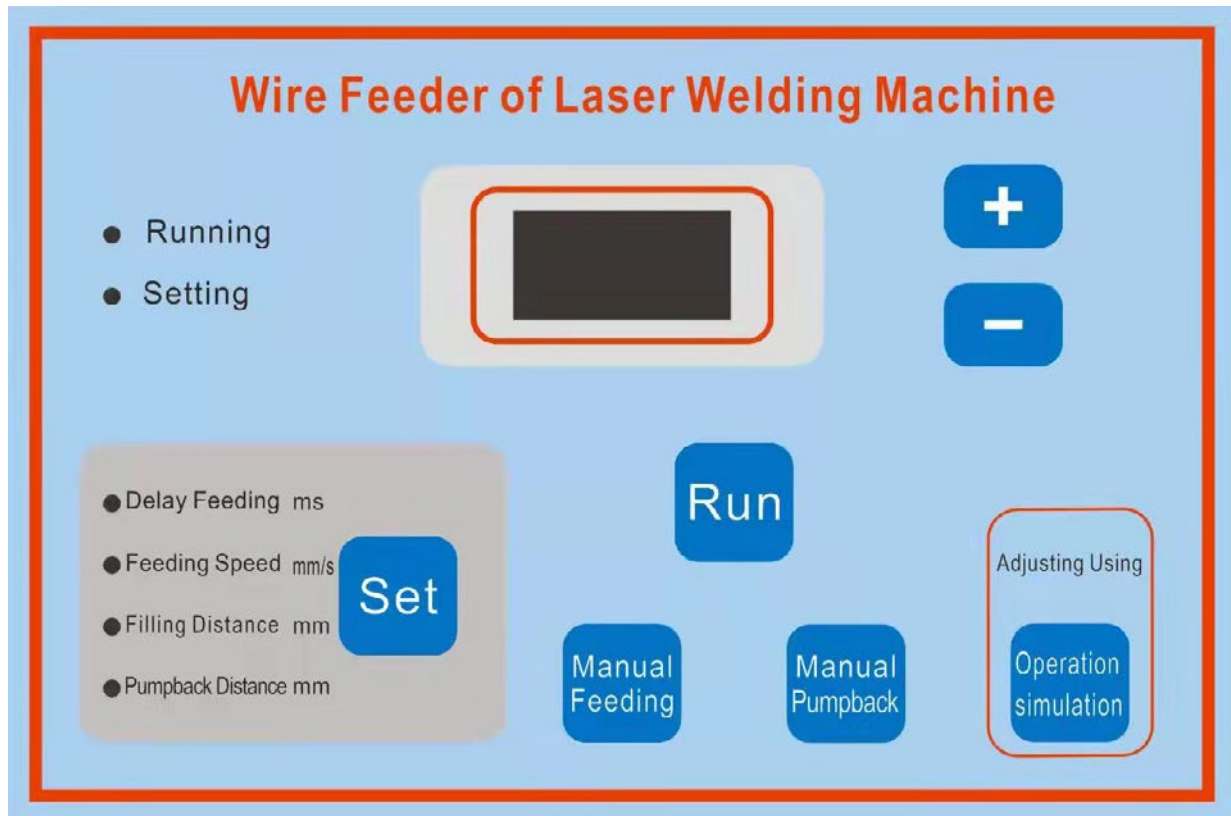 Wire Feeder of Laser Welding Machine
Running
Setting
+
−
Delay Feeding ms
Feeding Speed mm/s
Filling Distance mm
Pumpback Distance mm
Set
Run
Manual
Feeding
Manual
Pumpback
Adjusting Using
Operation
simulation